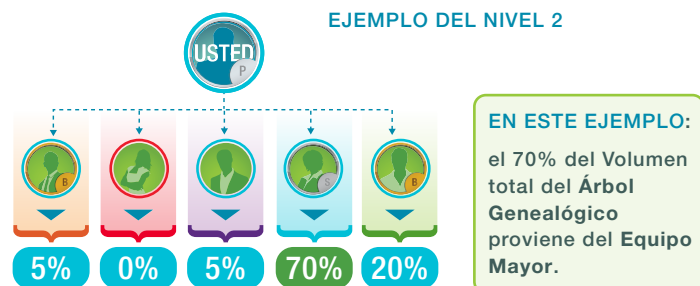 EJEMPLO DEL NIVEL 2
USTED
P
B
S
B
5% 0% 5% 70% 20%
EN ESTE EJEMPLO:
el 70% del Volumen
total del Árbol
Genealógico
proviene del Equipo
Mayor.